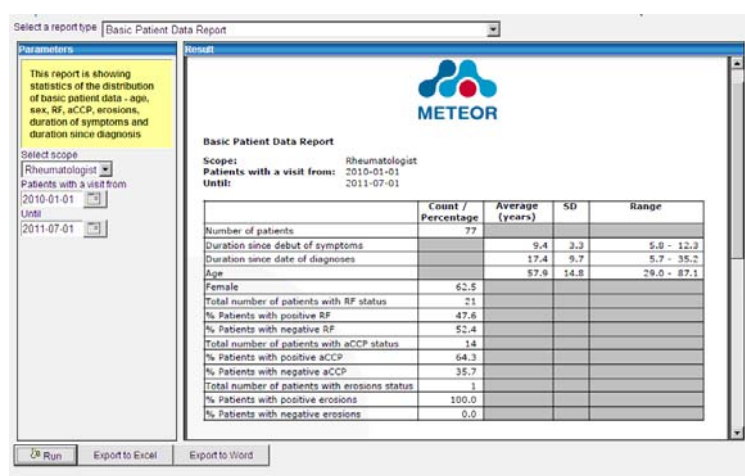 Select a report type Basic Patient Data Report
Parameters
Result
This report is showing
statistics of the distribution
of basic patient data - age,
sex, RF, aCCP, erosions,
duration of symptoms and
duration since diagnosis
Select scope
Rheumatologist
Patients with a visit from
2010-01-01
Until
2011-07-01
METEOR
Basic Patient Data Report
Scope: Rheumatologist
Patients with a visit from: 2010-01-01
Until: 2011-07-01
Count / Percentage Average (years) SD Range
Number of patients 77
Duration since debut of symptoms 9.4 3.3 5.8 - 12.3
Duration since date of diagnoses 17.4 9.7 5.7 - 35.2
Age 57.9 14.8 29.0 - 87.1
Female 62.5
Total number of patients with RF status 21
% Patients with positive RF 47.6
% Patients with negative RF 52.4
Total number of patients with aCCP status 14
% Patients with positive aCCP 64.3
% Patients with negative aCCP 35.7
Total number of patients with erosions status 1
% Patients with positive erosions 100.0
% Patients with negative erosions 0.0
Run Export to Excel Export to Word